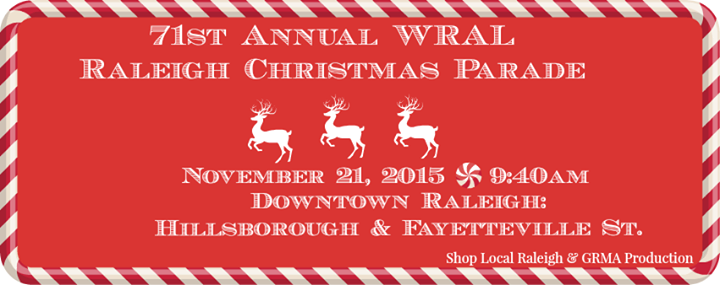 71st Annual WRAL
Raleigh Christmas Parade
November 21, 2015 9:40am
Downtown Raleigh:
Hillsborough & Fayetteville St.
Shop Local Raleigh & GRMA Production